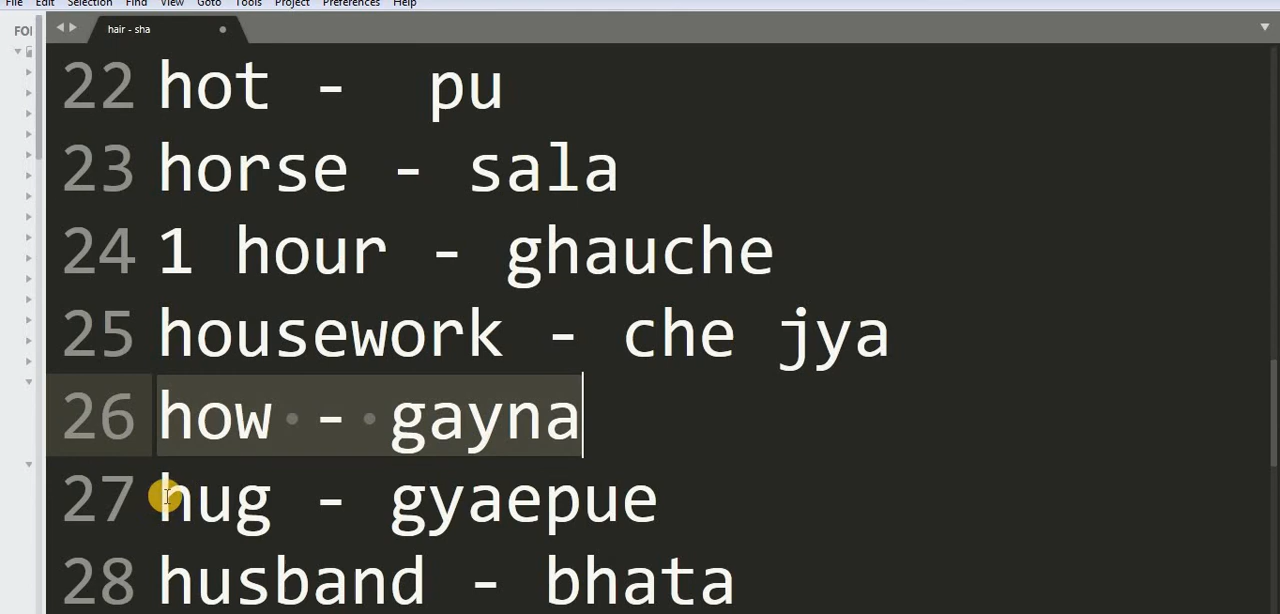 File Edit Selection Find View Goto Tools Project Preferences Help
FOL
hair - sha
22 hot -  pu
23 horse - sala
24 1 hour - ghauche
25 housework - che jya
26 how - gayna
27 hug - gyaepue
28 husband - bhata